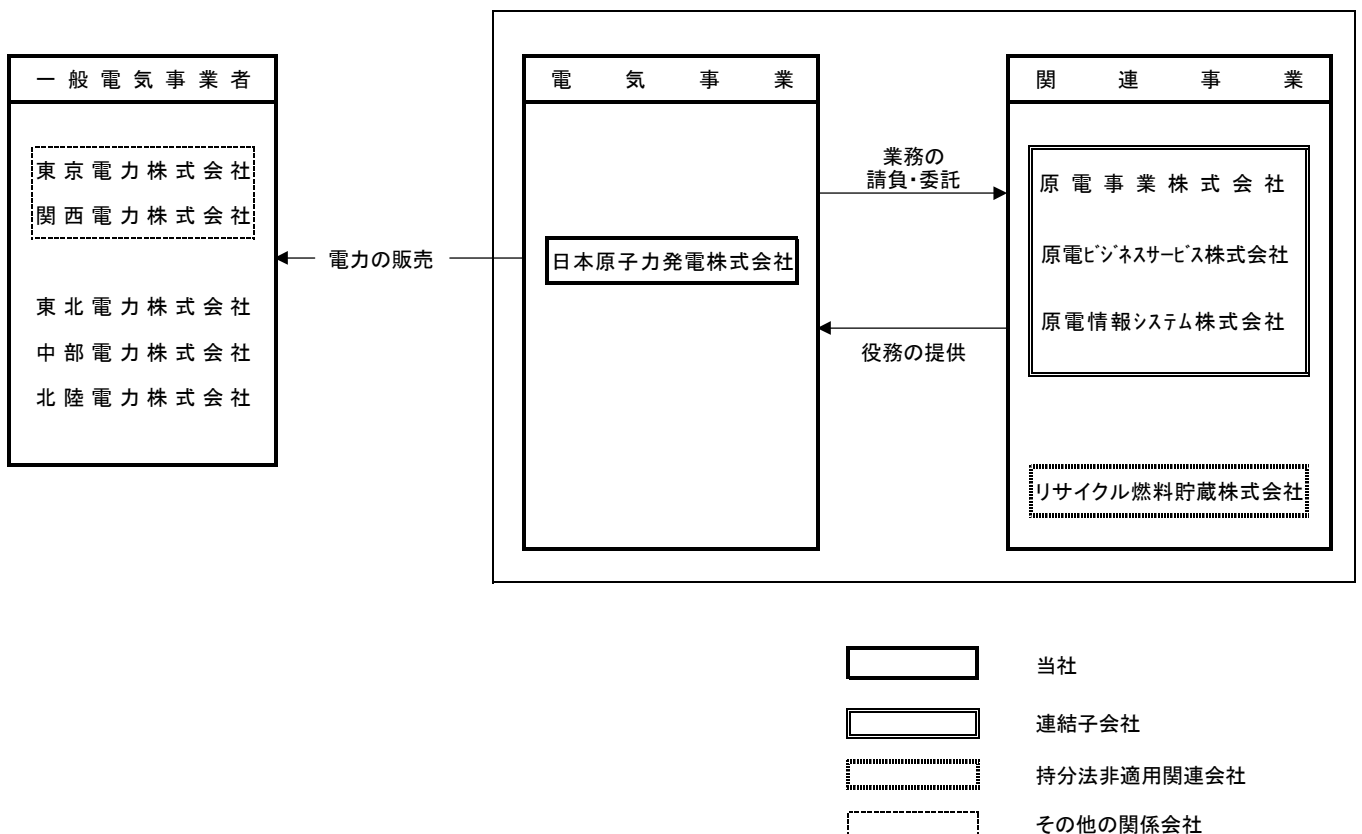 一般電気事業者
東京電力株式会社
関西電力株式会社
東北電力株式会社
中部電力株式会社
北陸電力株式会社
電力の販売
電気事業
日本原子力発電株式会社
業務の
請負・委託
役務の提供
関連事業
原電事業株式会社
原電ﾋﾞｼﾞﾈｽｻｰﾋﾞｽ株式会社
原電情報ｼｽﾃﾑ株式会社
リサイクル燃料貯蔵株式会社
当社
連結子会社
持分法非適用関連会社
その他の関係会社